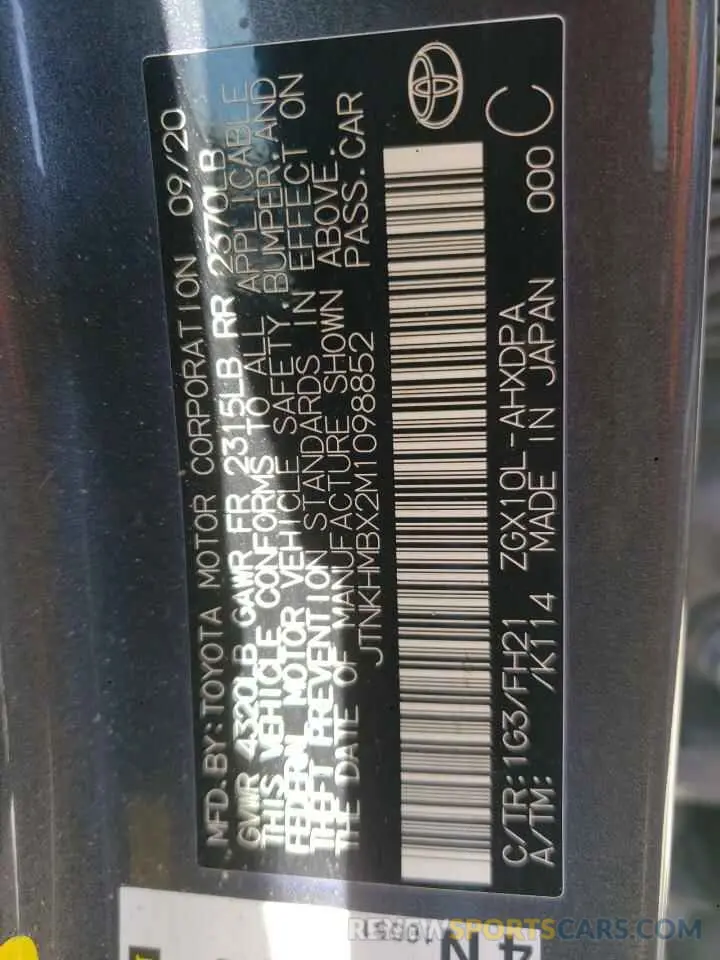 MFD.BY:TOYOTA MOTOR CORPORATION 09/20
GVWR 4320LB GAWR FR 2315LB RR 2370LB
THIS VEHICLE CONFORMS TO ALL APPLICABLE
FEDERAL MOTOR VEHICLE SAFETY,BUMPER,AND
THEFT PREVENTION STANDARDS IN EFFECT ON
THE DATE OF MANUFACTURE SHOWN ABOVE.
JTNKHMBX2M1098852 PASS.CAR
C/TR:1G3/FH21 ZGX10L-AHXDPA 000 C
A/TM: /K114 MADE IN JAPAN
4N
REVIEWSPORTSCARS.COM